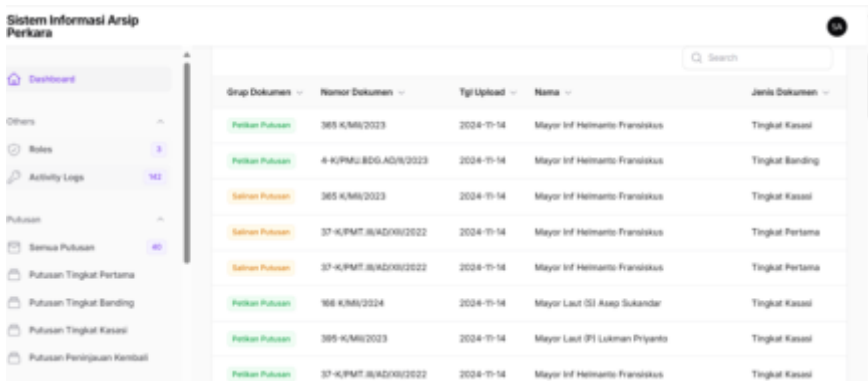 Sistem Informasi Arsip
Perkara
SA
Search
Dashboard
Others
Roles 3
Activity Logs 142
Putusan
Semua Putusan 40
Putusan Tingkat Pertama
Putusan Tingkat Banding
Putusan Tingkat Kasasi
Putusan Peninjauan Kembali
Grup Dokumen Nomor Dokumen Tgl Upload Nama Jenis Dokumen
Petikan Putusan 365 K/Mil/2023 2024-11-14 Mayor Inf Helmanto Fransiskus Tingkat Kasasi
Petikan Putusan 4-K/PMU.BDG.AD/II/2023 2024-11-14 Mayor Inf Helmanto Fransiskus Tingkat Banding
Salinan Putusan 365 K/Mil/2023 2024-11-14 Mayor Inf Helmanto Fransiskus Tingkat Kasasi
Salinan Putusan 37-K/PMT.III/AD/XII/2022 2024-11-14 Mayor Inf Helmanto Fransiskus Tingkat Pertama
Salinan Putusan 37-K/PMT.III/AD/XII/2022 2024-11-14 Mayor Inf Helmanto Fransiskus Tingkat Pertama
Petikan Putusan 166 K/Mil/2024 2024-11-14 Mayor Laut (S) Asep Sukandar Tingkat Kasasi
Petikan Putusan 395-K/Mil/2023 2024-11-14 Mayor Laut (P) Lukman Priyanto Tingkat Kasasi
Petikan Putusan 37-K/PMT.III/AD/XII/2022 2024-11-14 Mayor Inf Helmanto Fransiskus Tingkat Kasasi